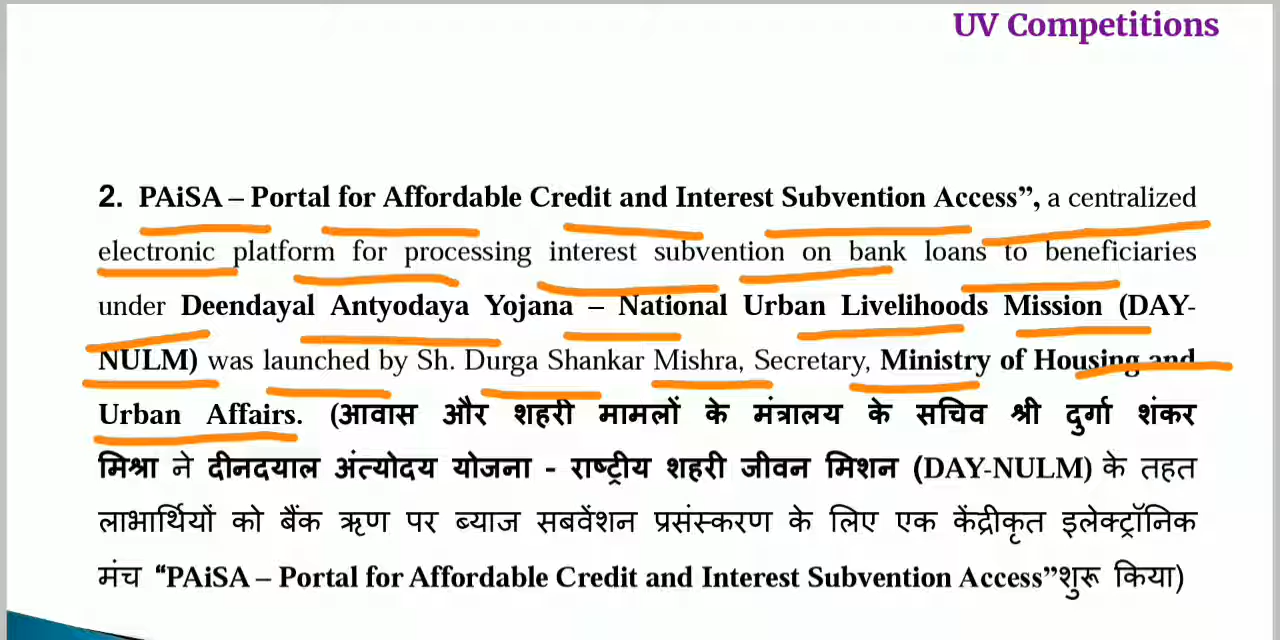 UV Competitions
2. PAiSA – Portal for Affordable Credit and Interest Subvention Access”, a centralized
electronic platform for processing interest subvention on bank loans to beneficiaries
under Deendayal Antyodaya Yojana – National Urban Livelihoods Mission (DAY-
NULM) was launched by Sh. Durga Shankar Mishra, Secretary, Ministry of Housing and
Urban Affairs. (आवास और शहरी मामलों के मंत्रालय के सचिव श्री दुर्गा शंकर
मिश्रा ने दीनदयाल अंत्योदय योजना - राष्ट्रीय शहरी जीवन मिशन (DAY-NULM) के तहत
लाभार्थियों को बैंक ऋण पर ब्याज सबवेंशन प्रसंस्करण के लिए एक केंद्रीकृत इलेक्ट्रॉनिक
मंच “PAiSA – Portal for Affordable Credit and Interest Subvention Access”शुरू किया)